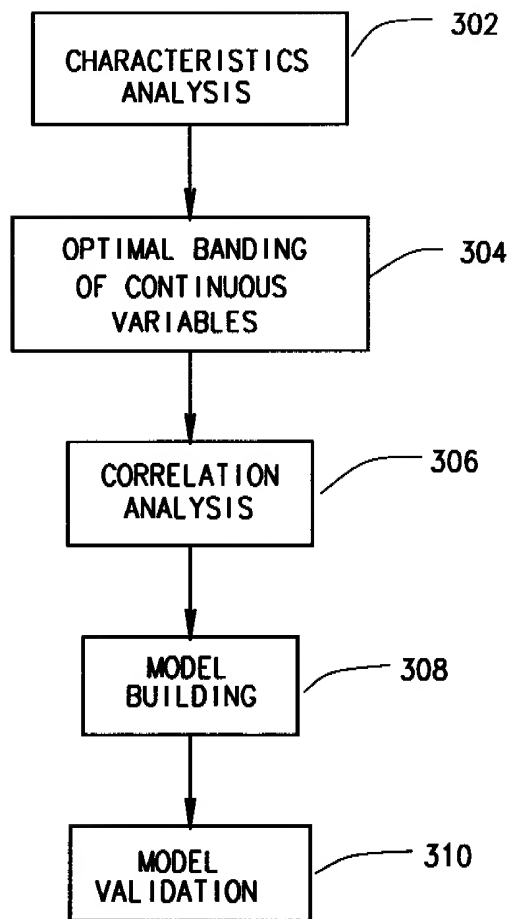 302
CHARACTERISTICS
ANALYSIS
304
OPTIMAL BANDING
OF CONTINUOUS
VARIABLES
306
CORRELATION
ANALYSIS
308
MODEL
BUILDING
310
MODEL
VALIDATION